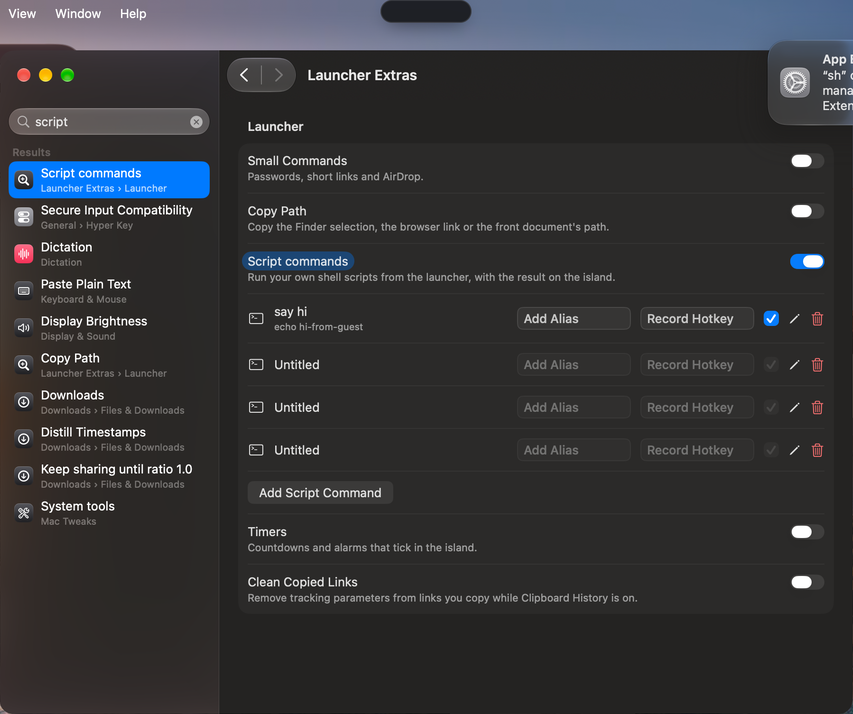 View Window Help
Launcher Extras
App
"sh"
mana
Exten
script
Results
Script commands
Launcher Extras › Launcher
Secure Input Compatibility
General › Hyper Key
Dictation
Dictation
Paste Plain Text
Keyboard & Mouse
Display Brightness
Display & Sound
Copy Path
Launcher Extras › Launcher
Downloads
Downloads › Files & Downloads
Distill Timestamps
Downloads › Files & Downloads
Keep sharing until ratio 1.0
Downloads › Files & Downloads
System tools
Mac Tweaks
Launcher
Small Commands
Passwords, short links and AirDrop.
Copy Path
Copy the Finder selection, the browser link or the front document's path.
Script commands
Run your own shell scripts from the launcher, with the result on the island.
say hi
echo hi-from-guest
Add Alias Record Hotkey
Untitled Add Alias Record Hotkey
Untitled Add Alias Record Hotkey
Untitled Add Alias Record Hotkey
Add Script Command
Timers
Countdowns and alarms that tick in the island.
Clean Copied Links
Remove tracking parameters from links you copy while Clipboard History is on.